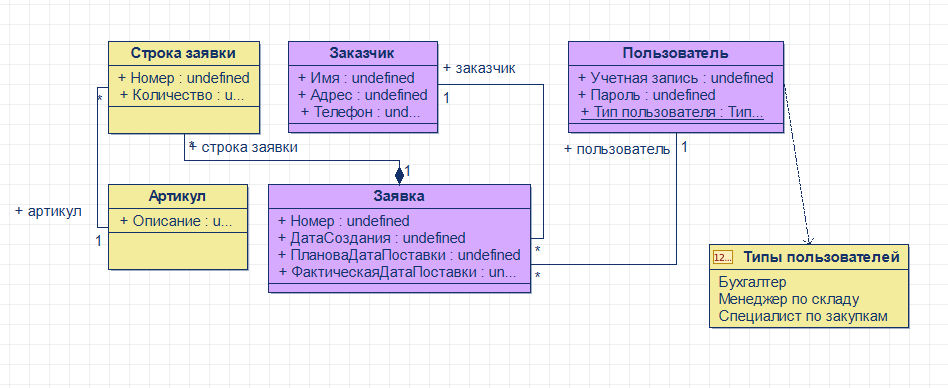 Строка заявки
+ Номер : undefined
+ Количество : u...
Заказчик
+ Имя : undefined
+ Адрес : undefined
+ Телефон : und...
+ заказчик
1
Пользователь
+ Учетная запись : undefined
+ Пароль : undefined
+ Тип пользователя : Тип...
*
*
+ строка заявки
1
+ пользователь
1
Артикул
+ Описание : u...
+ артикул
1
Заявка
+ Номер : undefined
+ ДатаСоздания : undefined
+ ПлановаДатаПоставки : undefined
+ ФактическаяДатаПоставки : un...
*
*
12...
Типы пользователей
Бухгалтер
Менеджер по складу
Специалист по закупкам